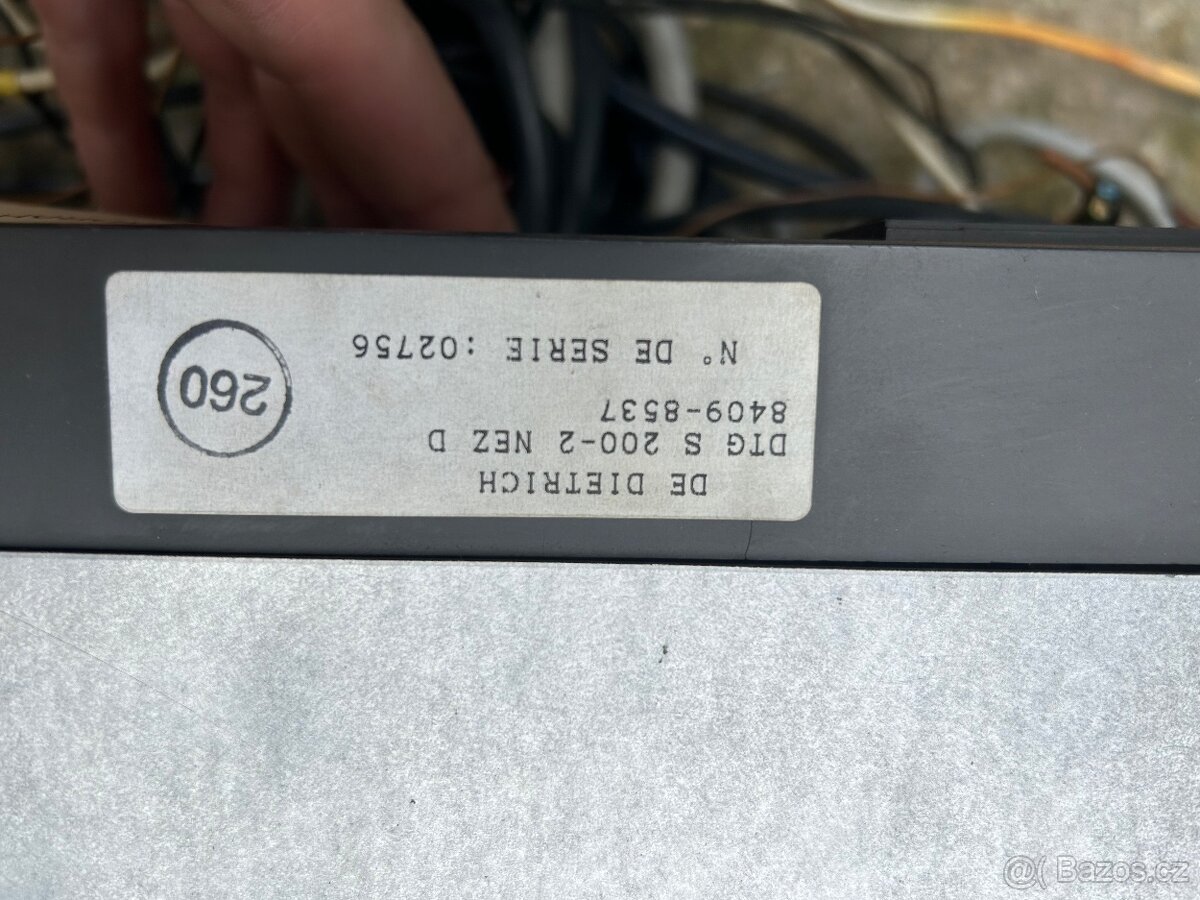 DE DIETRICH
DTG S 200-2 NEZ D
8409-8537
N° DE SERIE :02756
260
@( Bazos.cz